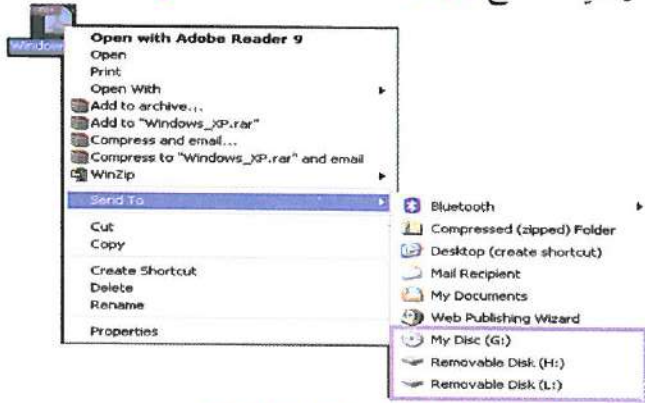 Windows
Open with Adobe Reader 9
Open
Print
Open With
Add to archive...
Add to "Windows_XP.rar"
Compress and email...
Compress to "Windows_XP.rar" and email
WinZip
Send To
Cut
Copy
Create Shortcut
Delete
Rename
Properties
Bluetooth
Compressed (zipped) Folder
Desktop (create shortcut)
Mail Recipient
My Documents
Web Publishing Wizard
My Disc (G:)
Removable Disk (H:)
Removable Disk (L:)